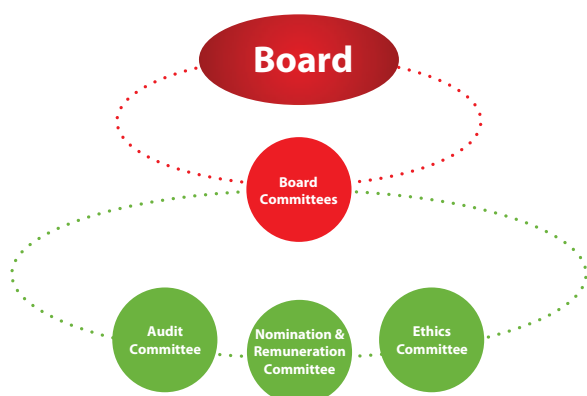 Board
Board
Committees
Audit
Committee
Nomination &
Remuneration
Committee
Ethics
Committee